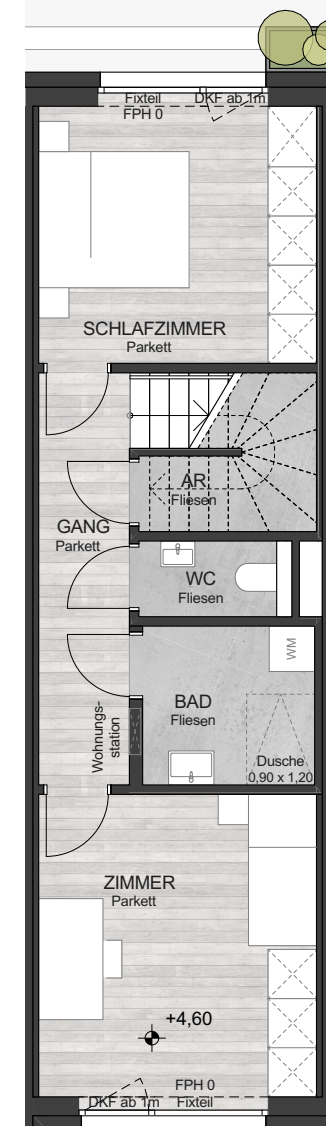 Fixteil DKF ab 1m
FPH 0
SCHLAFZIMMER
Parkett
AR
Fliesen
GANG
Parkett
WC
Fliesen
WM
BAD
Fliesen
Wohnungs-
station
Dusche
0,90 x 1,20
ZIMMER
Parkett
+4,60
FPH 0
DKF ab 1m Fixteil